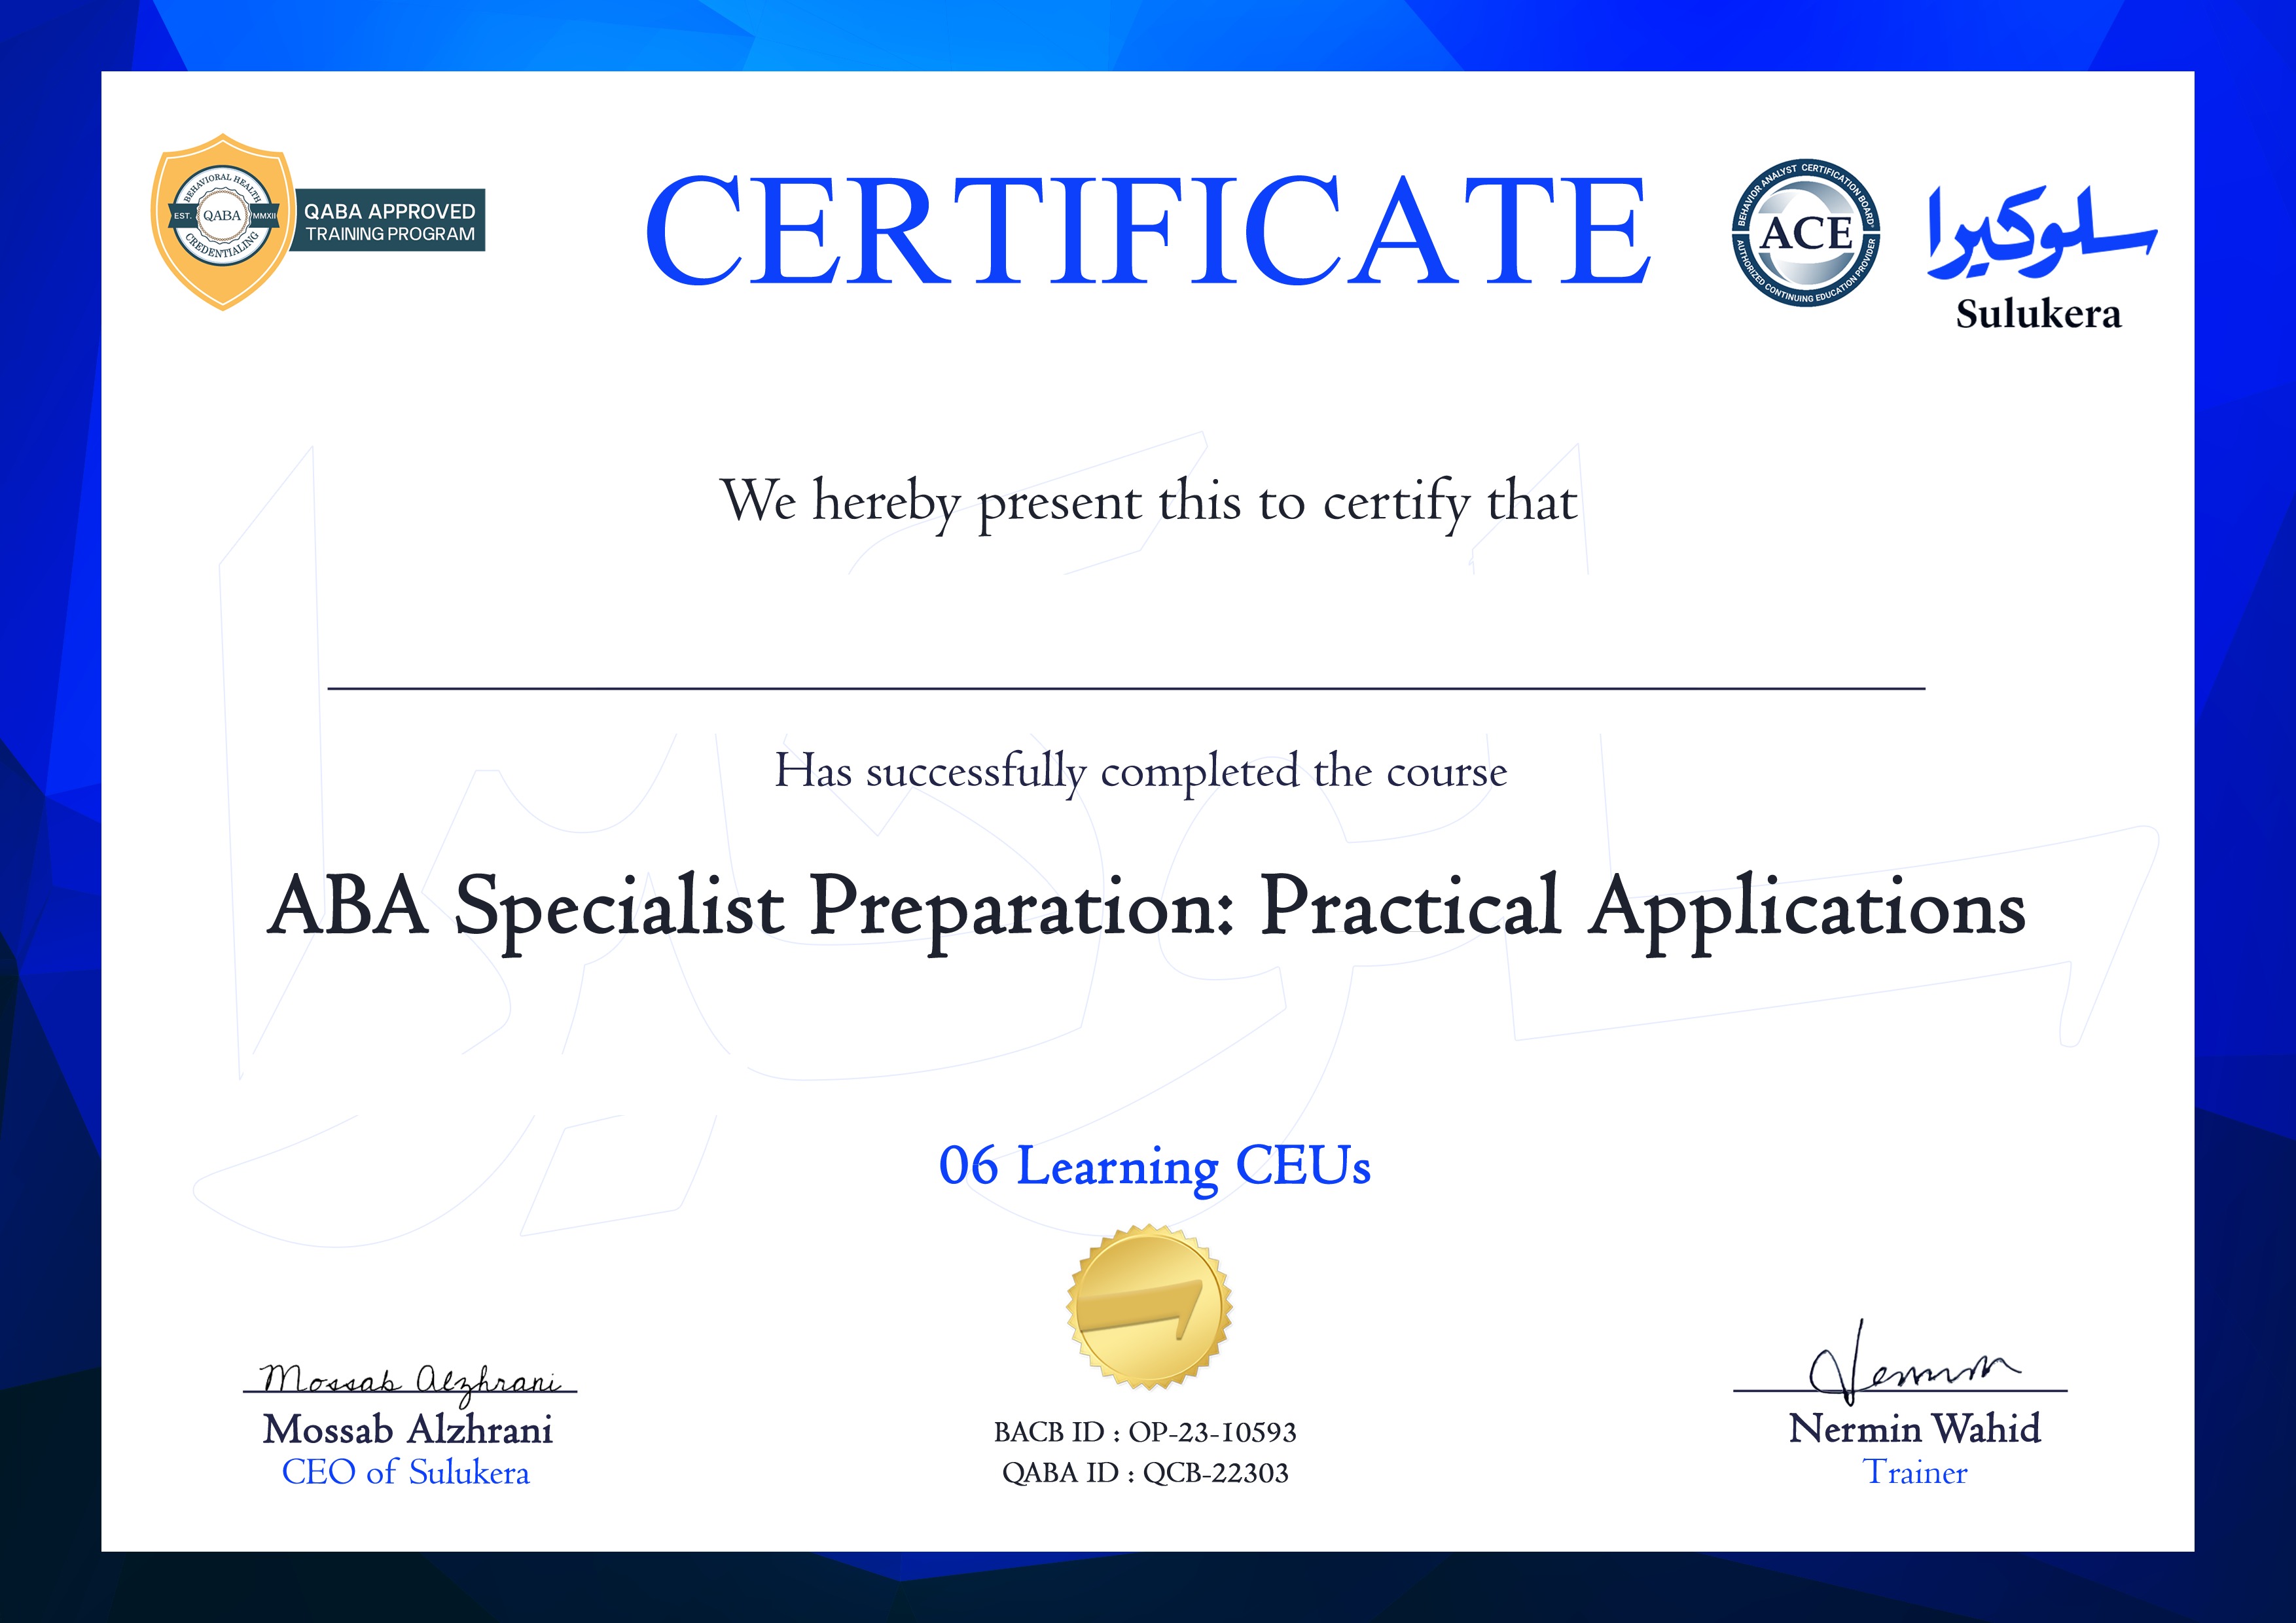 BEHAVIORAL HEALTH
EST. QABA MMXII
CREDENTIALING
QABA APPROVED
TRAINING PROGRAM
CERTIFICATE
BEHAVIOR ANALYST CERTIFICATION BOARD®
ACE
AUTHORIZED CONTINUING EDUCATION PROVIDER
سلوكيرا
Sulukera
We hereby present this to certify that
Has successfully completed the course
ABA Specialist Preparation: Practical Applications
06 Learning CEUs
Mossab Alzhrani
Mossab Alzhrani
CEO of Sulukera
BACB ID : OP-23-10593
QABA ID : QCB-22303
Nermin
Nermin Wahid
Trainer